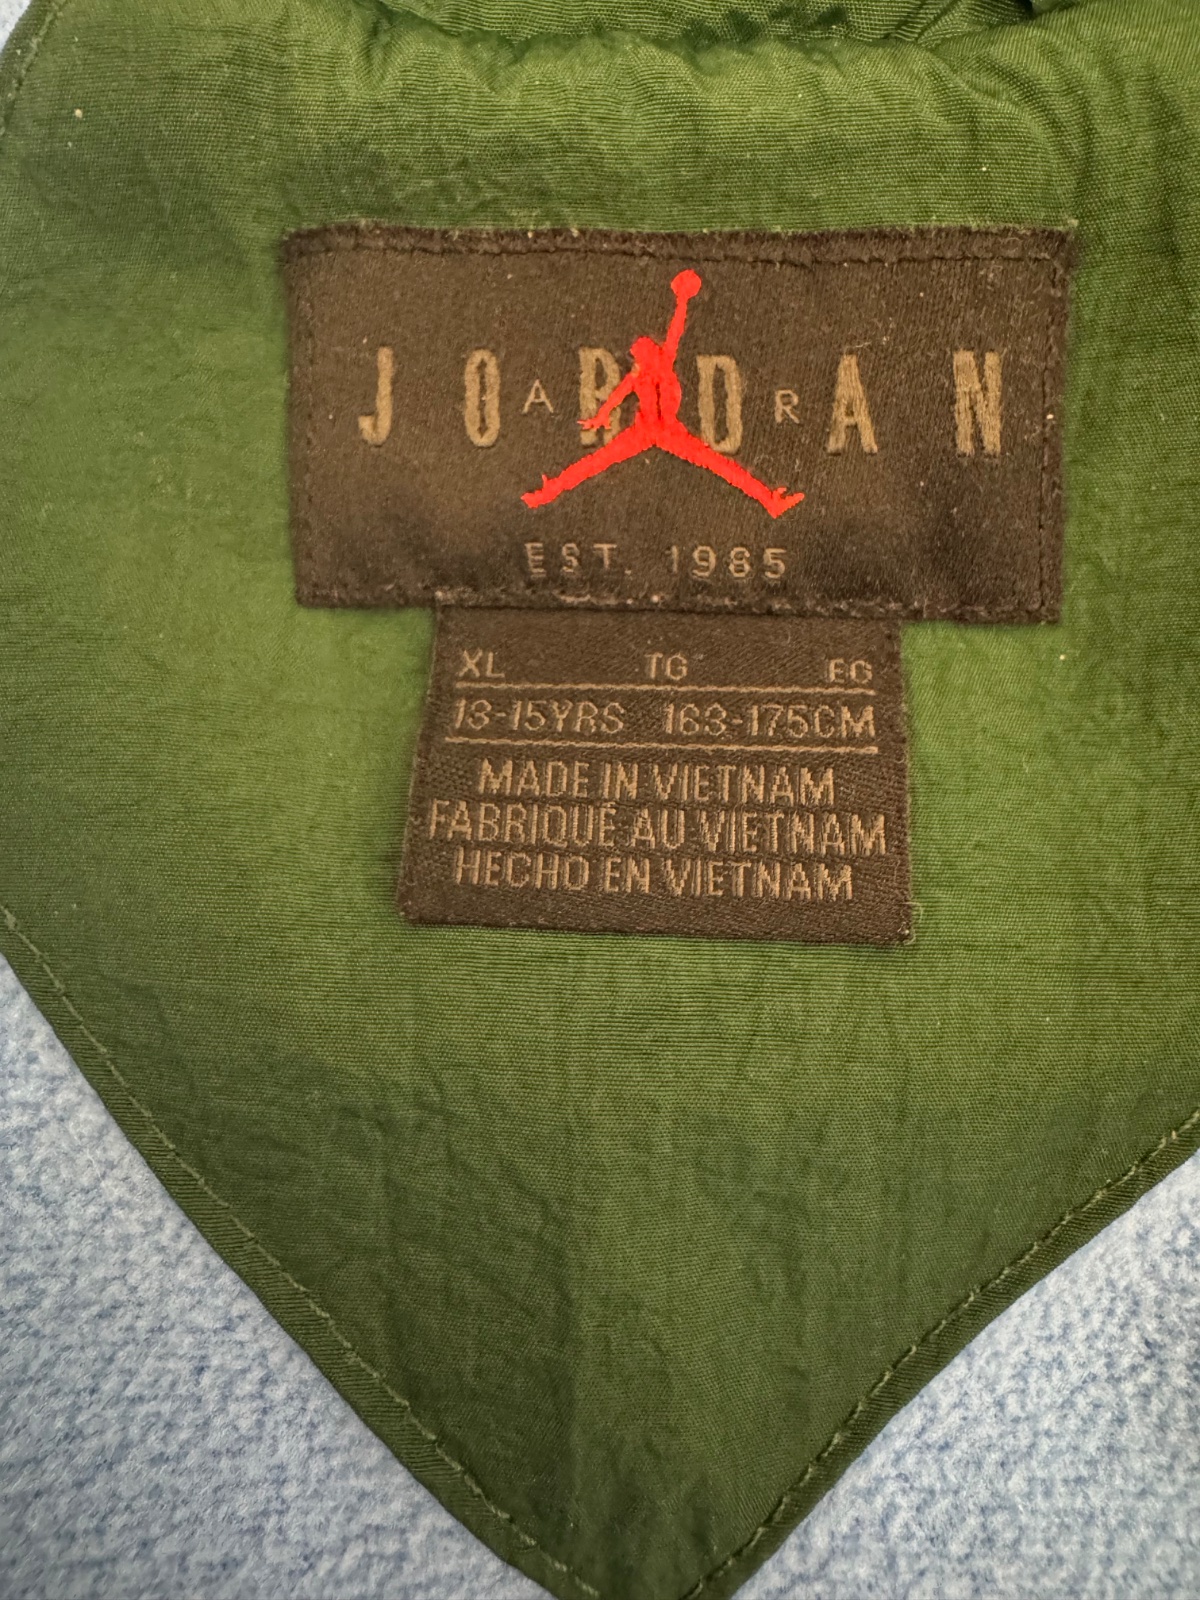 JORDAN
AIR
EST. 1985
XL TG EG
13-15YRS 163-175CM
MADE IN VIETNAM
FABRIQUÉ AU VIETNAM
HECHO EN VIETNAM